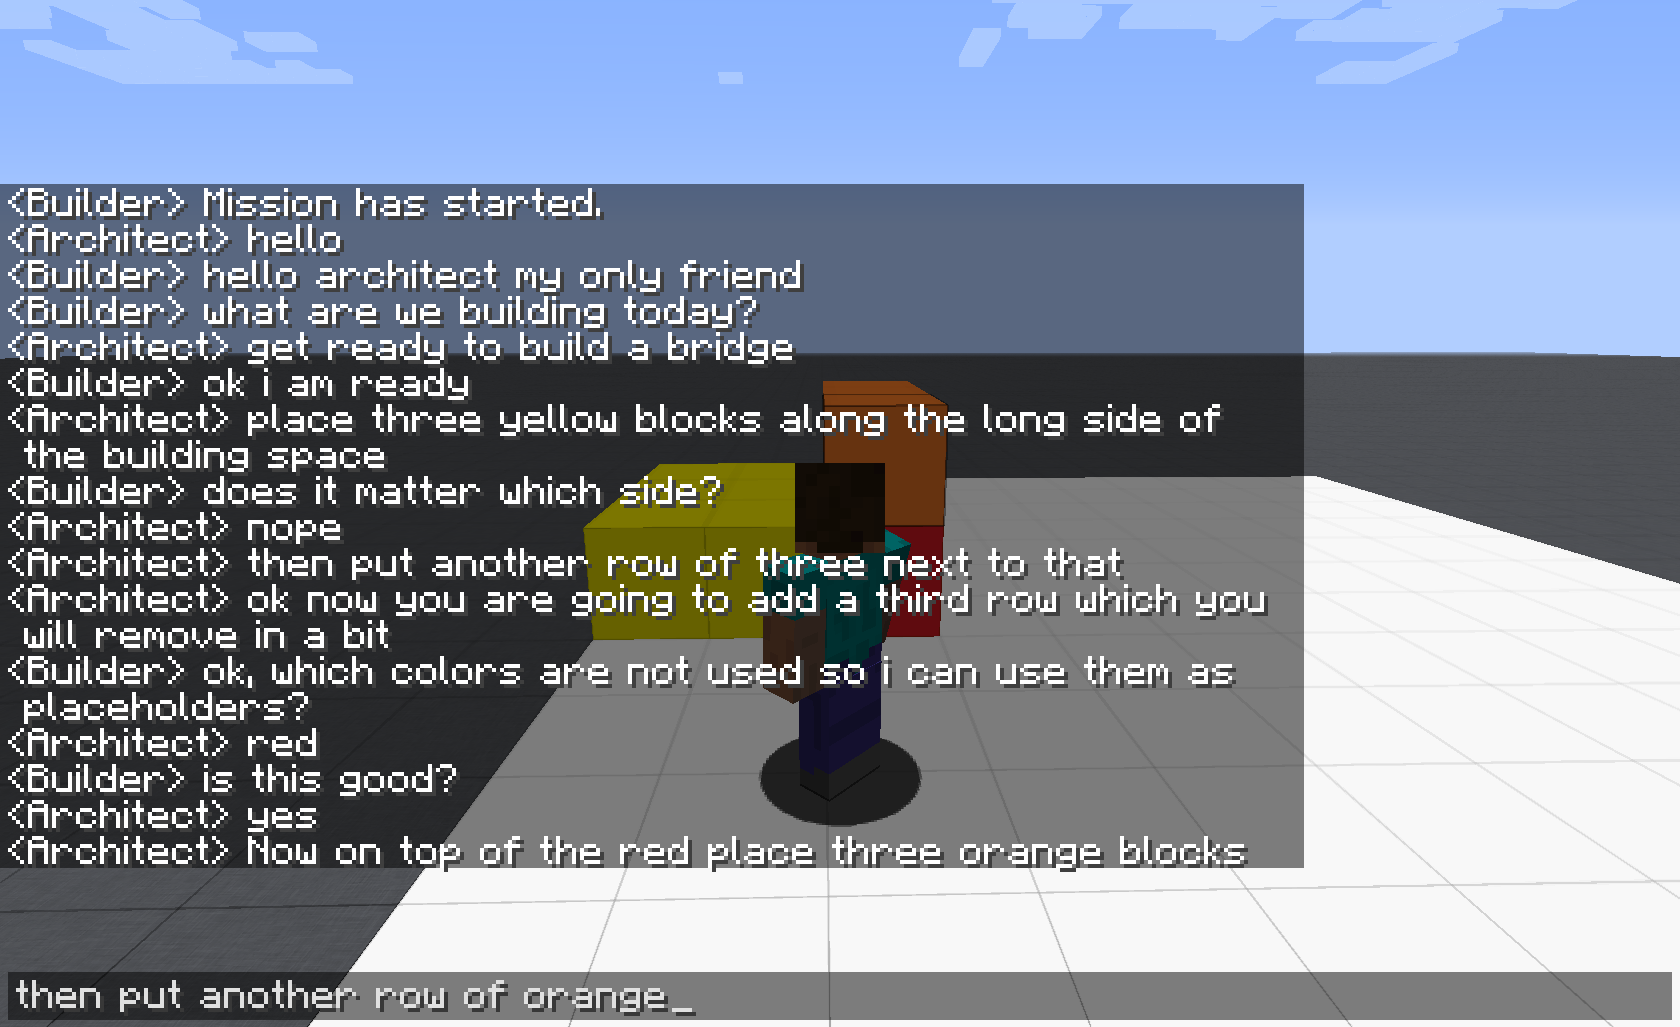 <Builder> Mission has started.
<Architect> hello
<Builder> hello architect my only friend
<Builder> what are we building today?
<Architect> get ready to build a bridge
<Builder> ok i am ready
<Architect> place three yellow blocks along the long side of
the building space
<Builder> does it matter which side?
<Architect> nope
<Architect> then put another row of three next to that
<Architect> ok now you are going to add a third row which you
will remove in a bit
<Builder> ok, which colors are not used so i can use them as
placeholders?
<Architect> red
<Builder> is this good?
<Architect> yes
<Architect> Now on top of the red place three orange blocks
then put another row of orange_